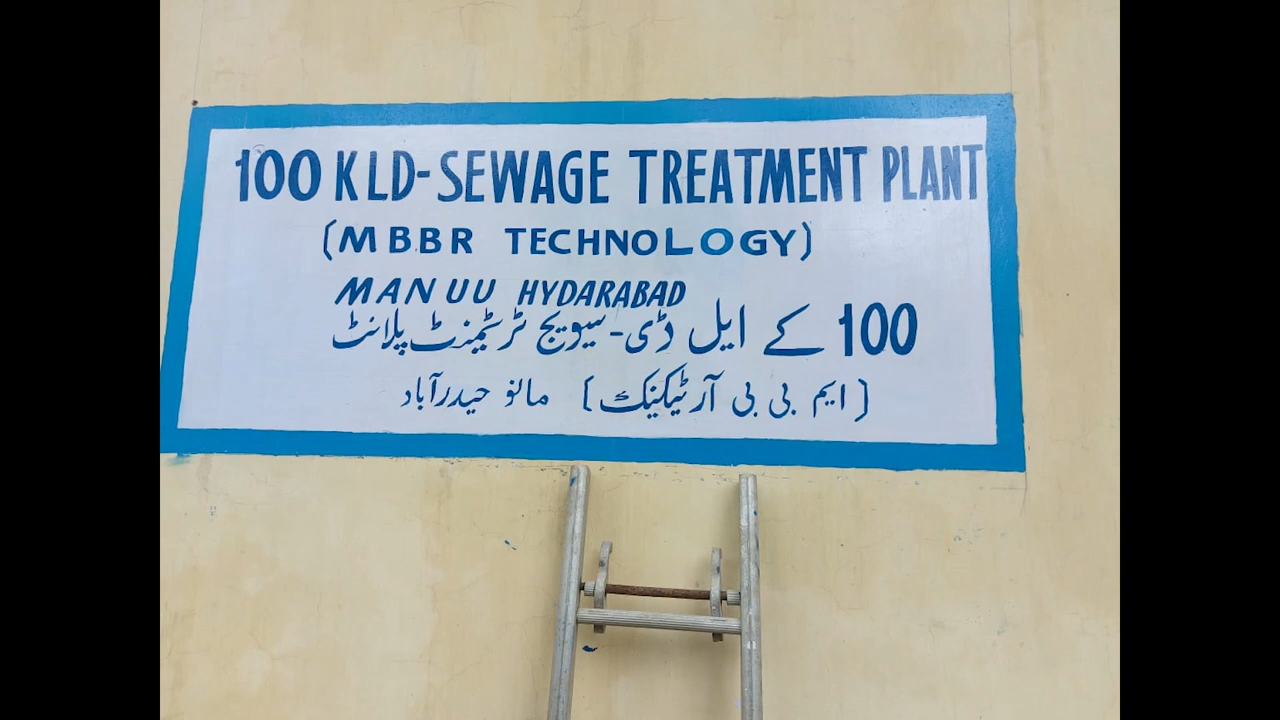 100 KLD-SEWAGE TREATMENT PLANT
(MBBR TECHNOLOGY)
MANUU HYDARABAD
100 کے ایل ڈی-سیویج ٹرٹیمنٹ پلانٹ
(ایم بی بی آر ٹیکنیک) مانو حیدرآباد